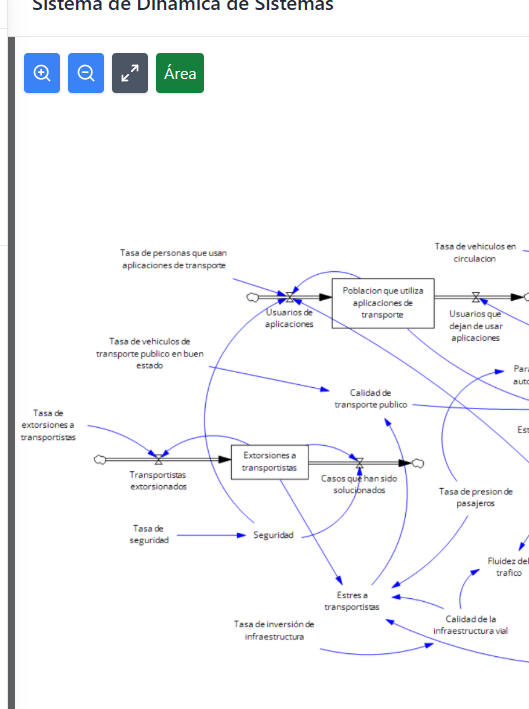 Sistema de Dinámica de Sistemas
Área
Tasa de personas que usan
aplicaciones de transporte
Tasa de vehiculos en
circulacion
Poblacion que utiliza
aplicaciones de
transporte
Usuarios de
aplicaciones
Usuarios que
dejan de usar
aplicaciones
Tasa de vehiculos de
transporte publico en buen
estado
Calidad de
transporte publico
Tasa de
extorsiones a
transportistas
Extorsiones a
transportistas
Transportistas
extorsionados
Casos que han sido
solucionados
Tasa de presion de
pasajeros
Tasa de
seguridad
Seguridad
Fluidez del
trafico
Estres a
transportistas
Calidad de la
infraestructura vial
Tasa de inversión de
infraestructura